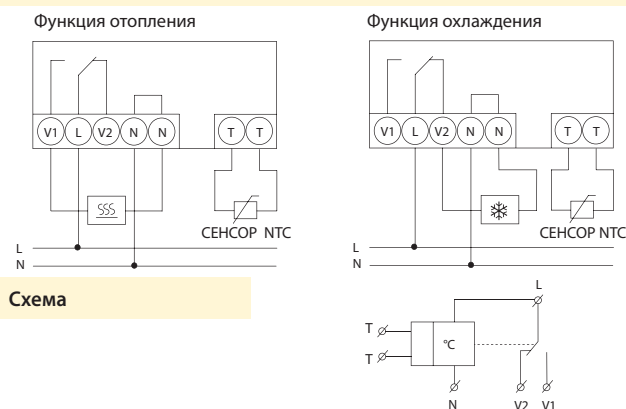 Функция отопления
Функция охлаждения
V1 L V2 N N T T
V1 L V2 N N T T
СЕНСОР NTC
СЕНСОР NTC
L
N
L
N
Схема
L
T
T
°C
N V2 V1